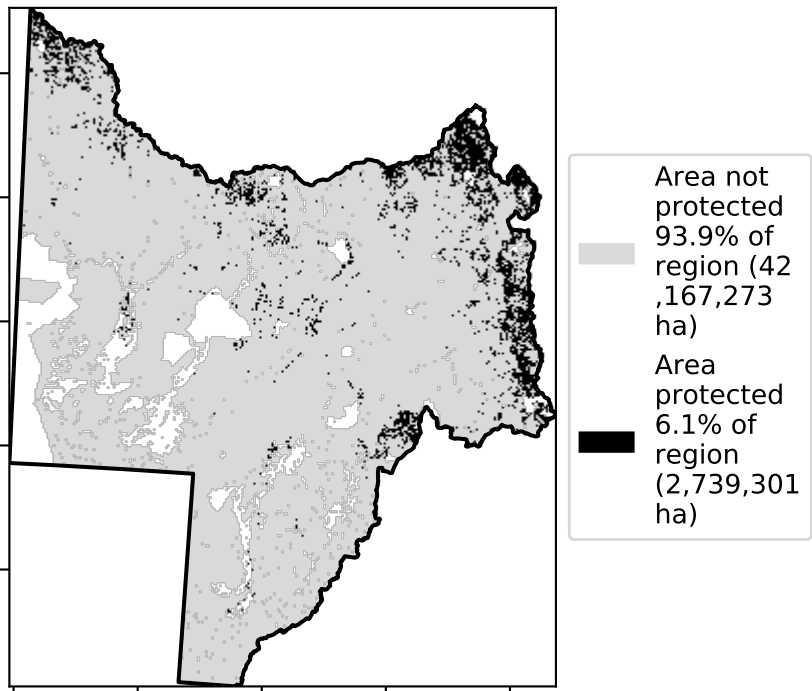 Area not
protected
93.9% of
region (42
,167,273
ha)
Area
protected
6.1% of
region
(2,739,301
ha)